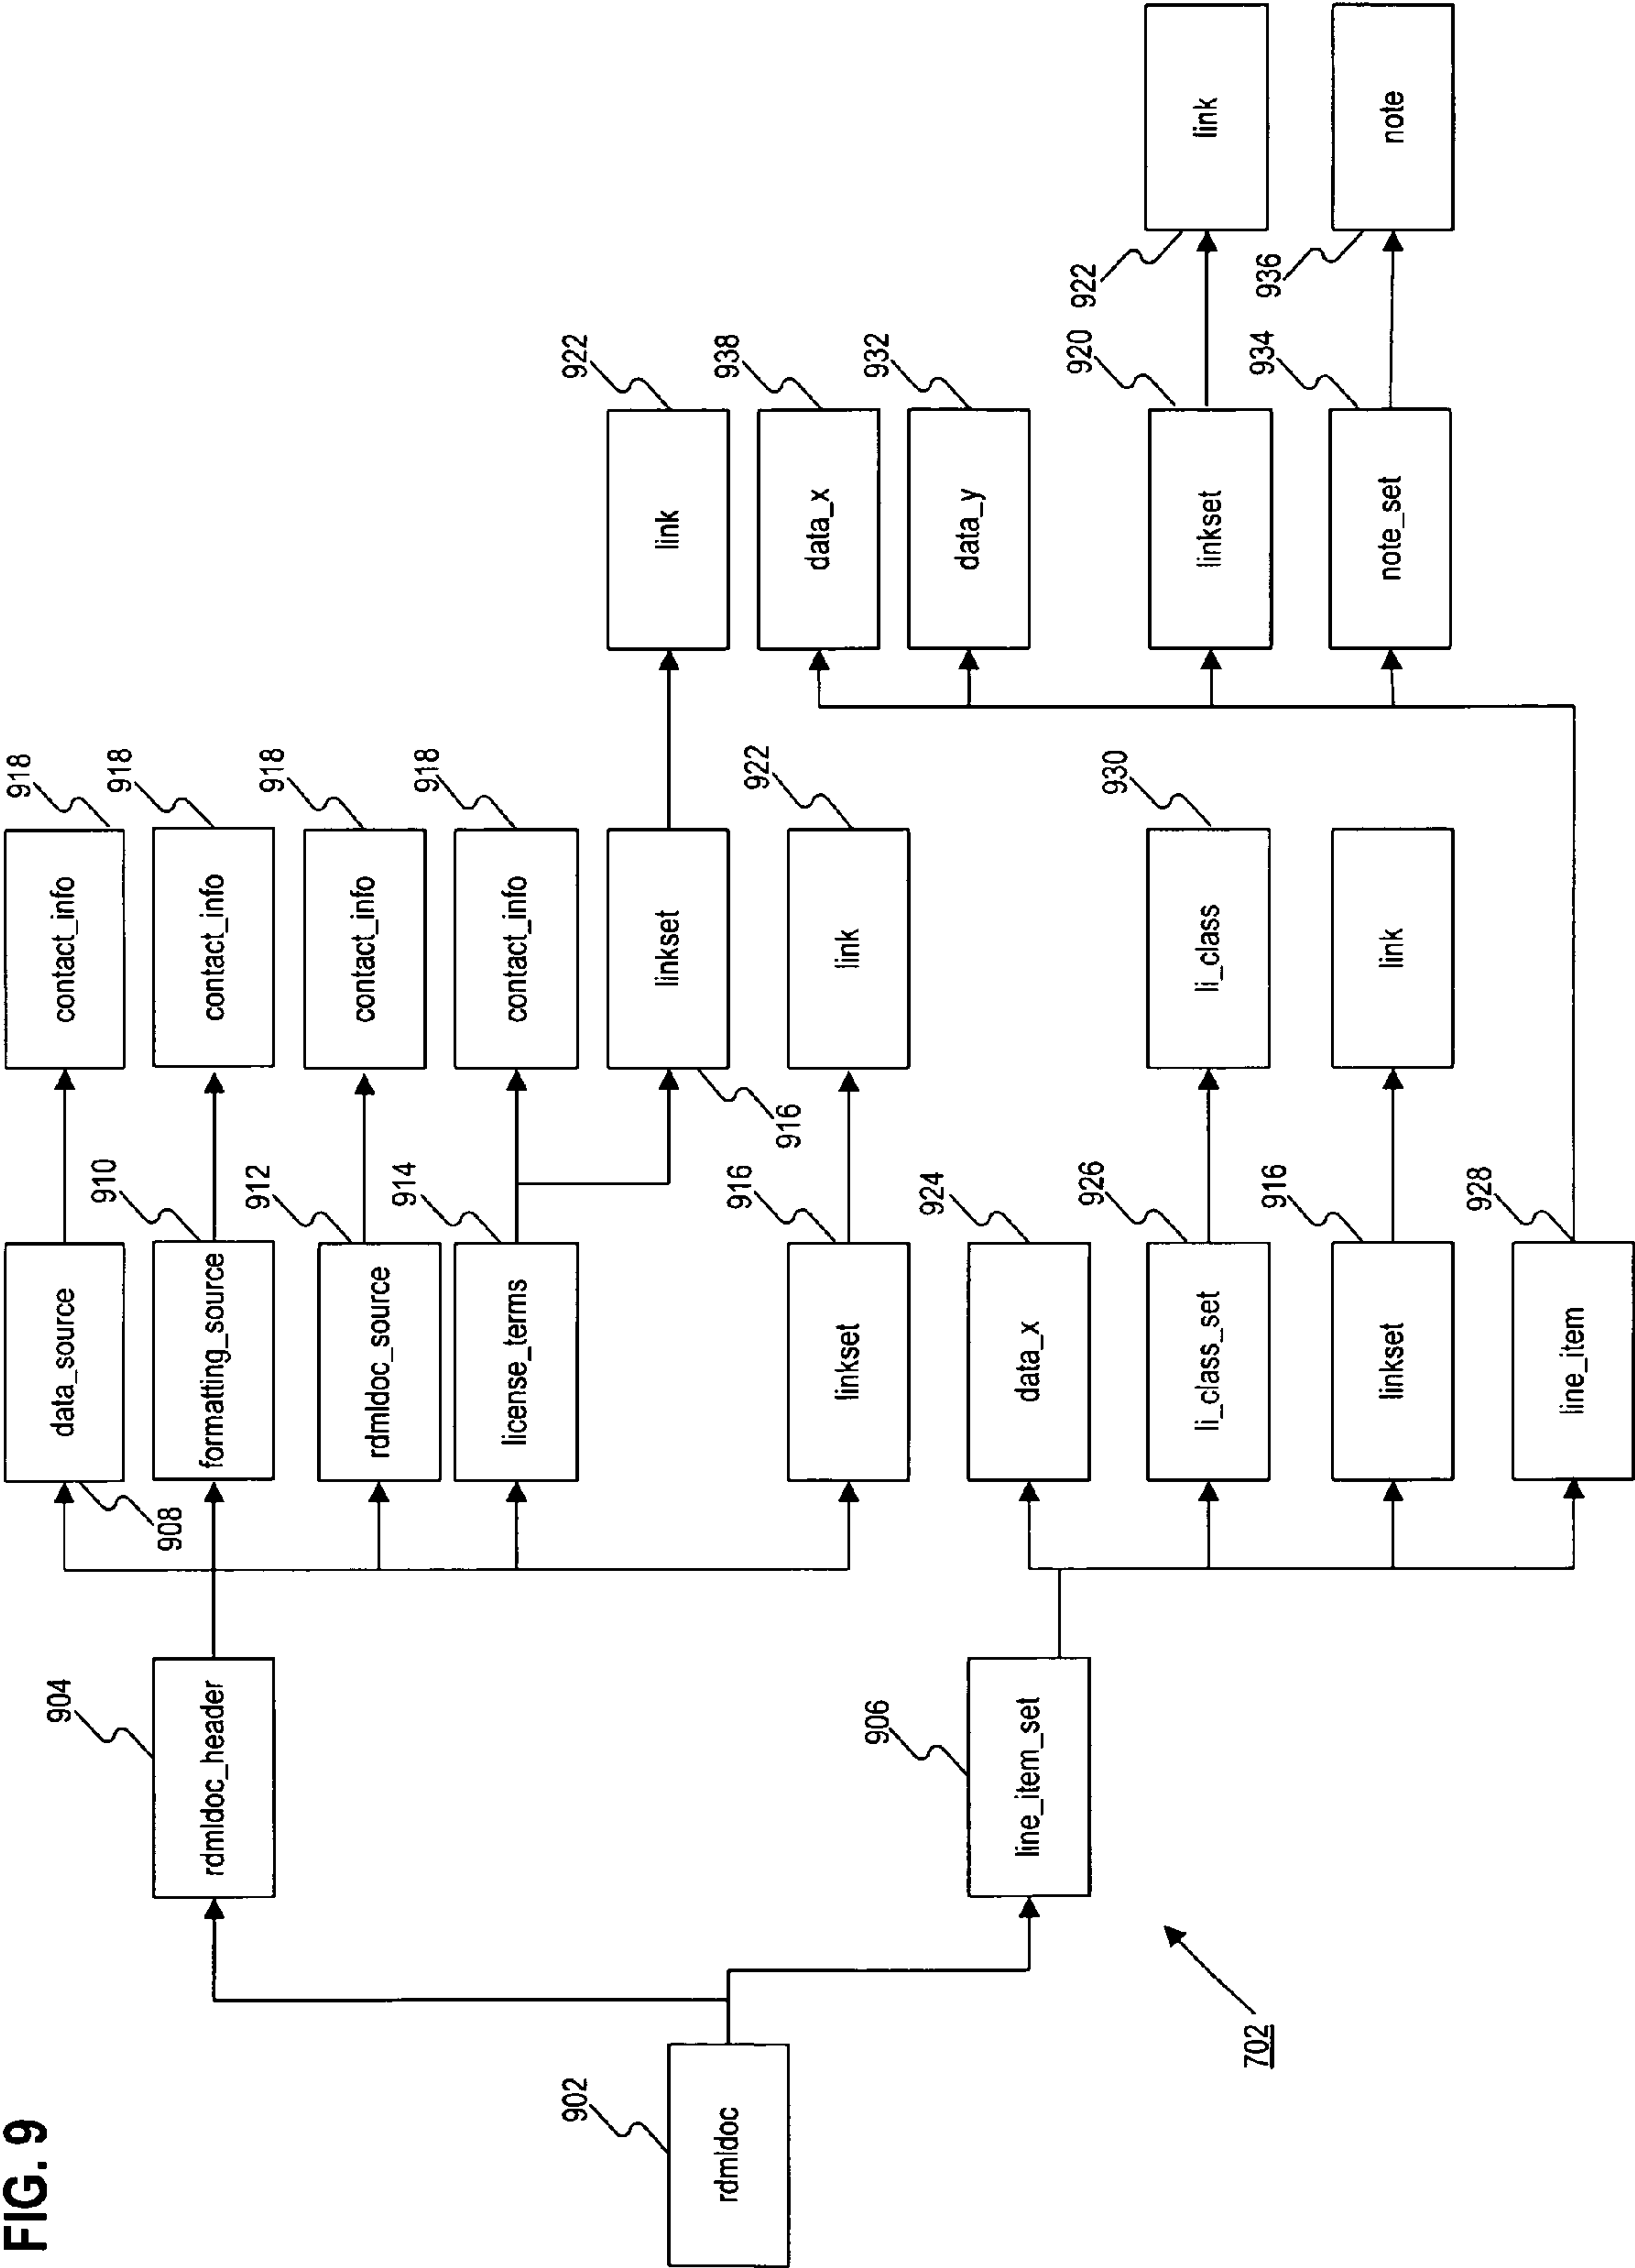 FIG. 9
902
rdmldoc
904
rdmldoc_header
906
line_item_set
702
data_source
908
910
formatting_source
912
rdmldoc_source
914
license_terms
916
linkset
924
data_x
926
li_class_set
916
linkset
928
line_item
918
contact_info
918
contact_info
918
contact_info
918
contact_info
linkset
916
922
link
930
li_class
link
922
link
938
data_x
932
data_y
920
linkset
934
note_set
922
link
936
note